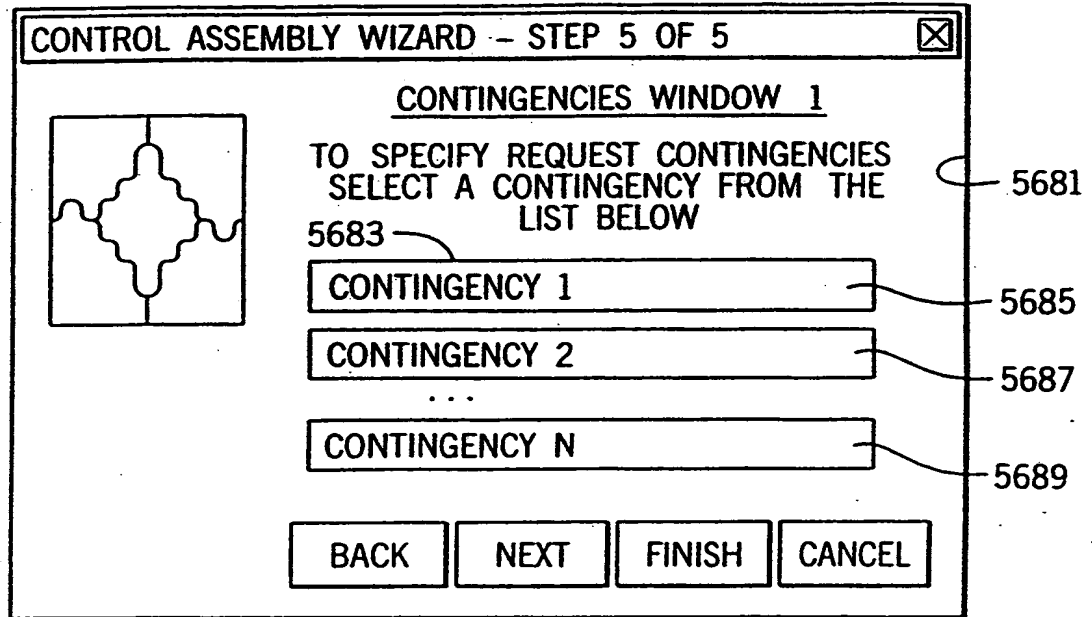 CONTROL ASSEMBLY WIZARD - STEP 5 OF 5
CONTINGENCIES WINDOW 1
TO SPECIFY REQUEST CONTINGENCIES
SELECT A CONTINGENCY FROM THE
LIST BELOW
5681
5683
CONTINGENCY 1
5685
CONTINGENCY 2
5687
...
CONTINGENCY N
5689
BACK NEXT FINISH CANCEL